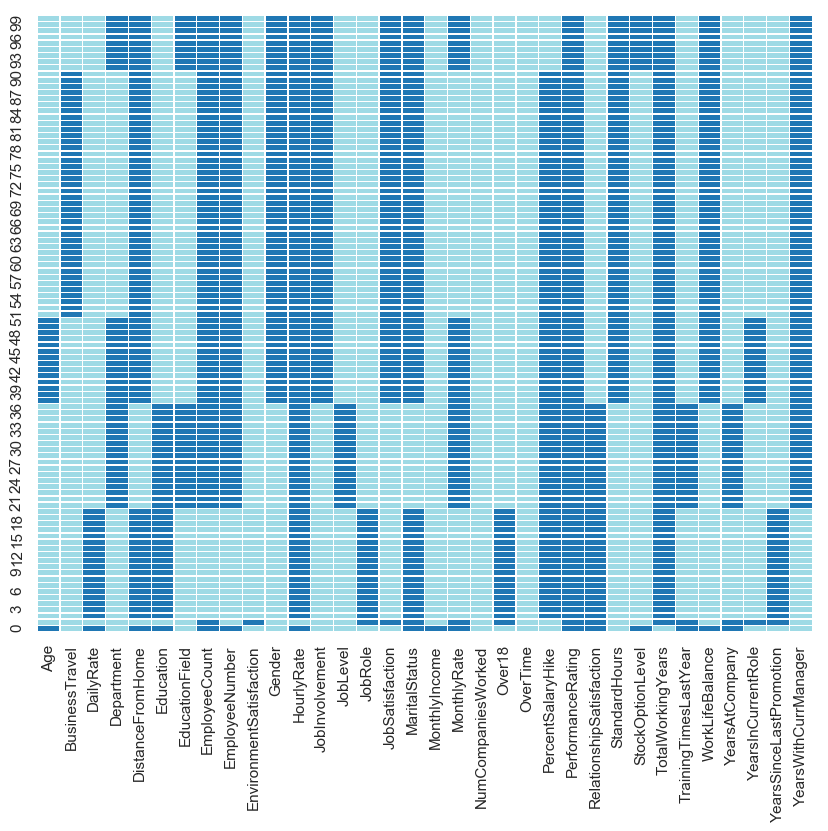 99
96
93
90
87
84
81
78
75
72
69
66
63
60
57
54
51
48
45
42
39
36
33
30
27
24
21
18
15
12
9
6
3
0
Age
BusinessTravel
DailyRate
Department
DistanceFromHome
Education
EducationField
EmployeeCount
EmployeeNumber
EnvironmentSatisfaction
Gender
HourlyRate
JobInvolvement
JobLevel
JobRole
JobSatisfaction
MaritalStatus
MonthlyIncome
MonthlyRate
NumCompaniesWorked
Over18
OverTime
PercentSalaryHike
PerformanceRating
RelationshipSatisfaction
StandardHours
StockOptionLevel
TotalWorkingYears
TrainingTimesLastYear
WorkLifeBalance
YearsAtCompany
YearsInCurrentRole
YearsSinceLastPromotion
YearsWithCurrManager